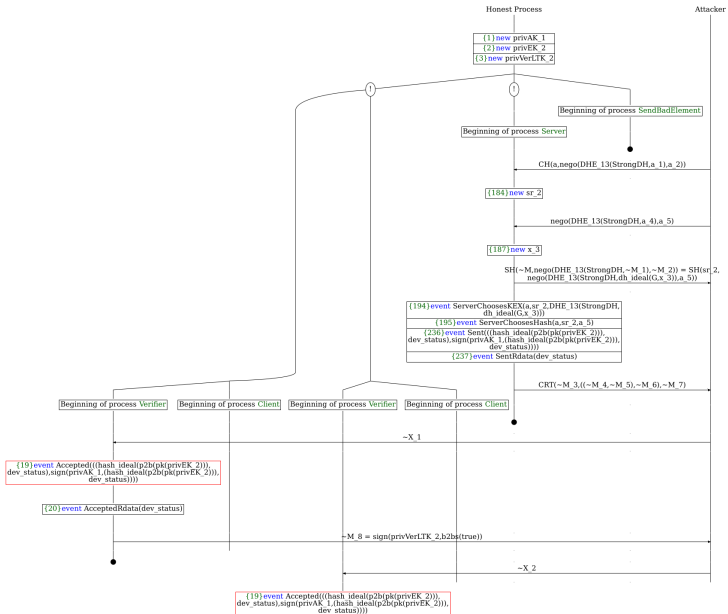 Honest Process
Attacker
{1}new privAK_1
{2}new privEK_2
{3}new privVerLTK_2
!
!
Beginning of process SendBadElement
Beginning of process Server
CH(a,nego(DHE_13(StrongDH,a_1),a_2))
{184}new sr_2
nego(DHE_13(StrongDH,a_4),a_5)
{187}new x_3
SH(~M,nego(DHE_13(StrongDH,~M_1),~M_2)) = SH(sr_2,
nego(DHE_13(StrongDH,dh_ideal(G,x_3)),a_5))
{194}event ServerChoosesKEX(a,sr_2,DHE_13(StrongDH,
dh_ideal(G,x_3)))
{195}event ServerChoosesHash(a,sr_2,a_5)
{236}event Sent(((hash_ideal(p2b(pk(privEK_2))),
dev_status),sign(privAK_1,(hash_ideal(p2b(pk(privEK_2))),
dev_status))))
{237}event SentRdata(dev_status)
CRT(~M_3,((~M_4,~M_5),~M_6),~M_7)
Beginning of process Verifier
Beginning of process Client
Beginning of process Verifier
Beginning of process Client
~X_1
{19}event Accepted(((hash_ideal(p2b(pk(privEK_2))),
dev_status),sign(privAK_1,(hash_ideal(p2b(pk(privEK_2))),
dev_status))))
{20}event AcceptedRdata(dev_status)
~M_8 = sign(privVerLTK_2,b2bs(true))
~X_2
{19}event Accepted(((hash_ideal(p2b(pk(privEK_2))),
dev_status),sign(privAK_1,(hash_ideal(p2b(pk(privEK_2))),
dev_status))))